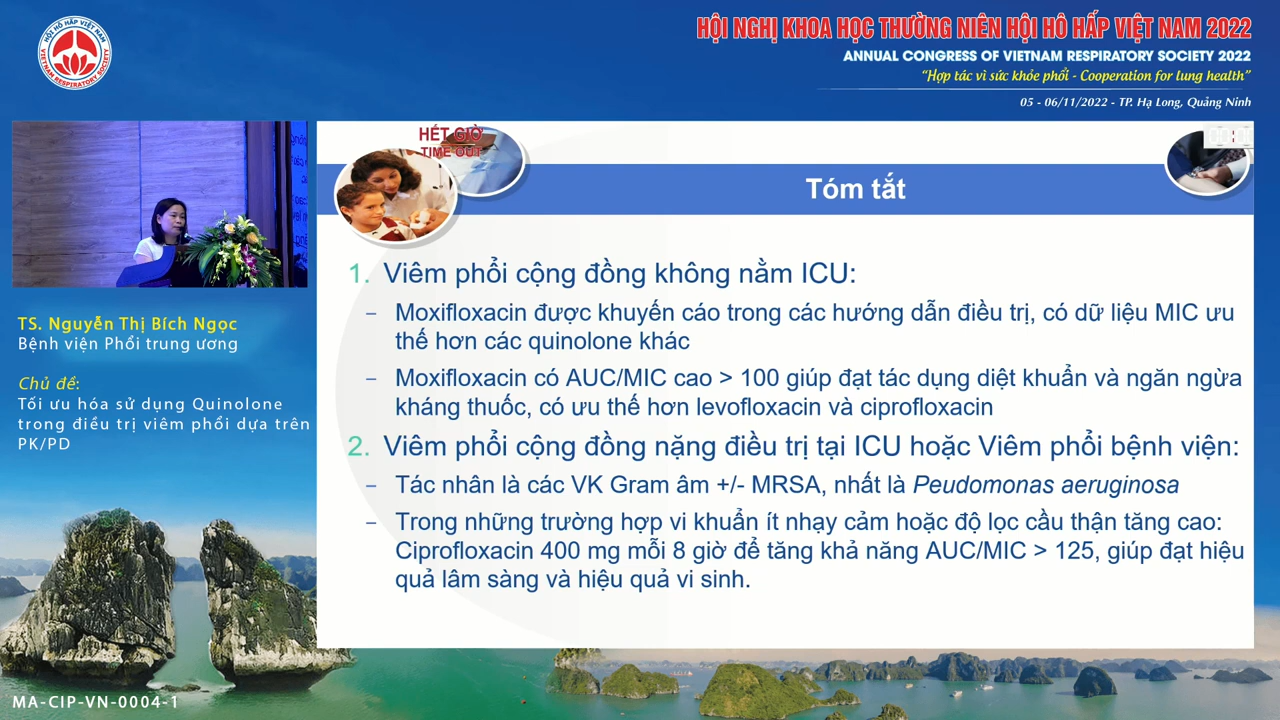 HỘI HÔ HẤP VIỆT NAM
VIETNAM RESPIRATORY SOCIETY
HỘI NGHỊ KHOA HỌC THƯỜNG NIÊN HỘI HÔ HẤP VIỆT NAM 2022
ANNUAL CONGRESS OF VIETNAM RESPIRATORY SOCIETY 2022
“Hợp tác vì sức khỏe phổi - Cooperation for lung health”
05 - 06/11/2022 - TP. Hạ Long, Quảng Ninh
HẾT GIỜ
TIME OUT
Tóm tắt
TS. Nguyễn Thị Bích Ngọc
Bệnh viện Phổi trung ương
Chủ đề:
Tối ưu hóa sử dụng Quinolone
trong điều trị viêm phổi dựa trên
PK/PD
1. Viêm phổi cộng đồng không nằm ICU:
– Moxifloxacin được khuyến cáo trong các hướng dẫn điều trị, có dữ liệu MIC ưu
thế hơn các quinolone khác
– Moxifloxacin có AUC/MIC cao > 100 giúp đạt tác dụng diệt khuẩn và ngăn ngừa
kháng thuốc, có ưu thế hơn levofloxacin và ciprofloxacin
2. Viêm phổi cộng đồng nặng điều trị tại ICU hoặc Viêm phổi bệnh viện:
– Tác nhân là các VK Gram âm +/- MRSA, nhất là Peudomonas aeruginosa
– Trong những trường hợp vi khuẩn ít nhạy cảm hoặc độ lọc cầu thận tăng cao:
Ciprofloxacin 400 mg mỗi 8 giờ để tăng khả năng AUC/MIC > 125, giúp đạt hiệu
quả lâm sàng và hiệu quả vi sinh.
MA-CIP-VN-0004-1